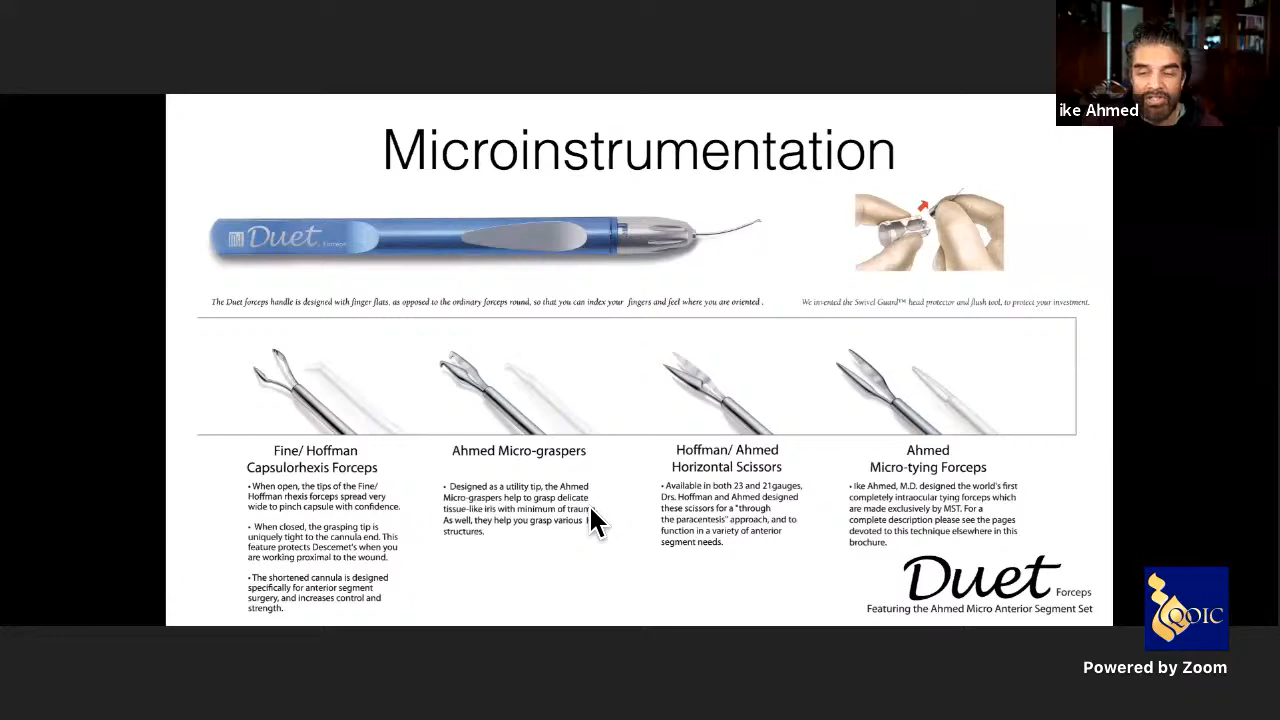 ike Ahmed
Microinstrumentation
Duet Forceps
The Duet forceps handle is designed with finger flats, as opposed to the ordinary forceps round, so that you can index your fingers and feel where you are oriented .
We invented the Swivel Guard™ head protector and flush tool, to protect your investment.
Fine/ Hoffman
Capsulorhexis Forceps
• When open, the tips of the Fine/
Hoffman rhexis forceps spread very
wide to pinch capsule with confidence.
• When closed, the grasping tip is
uniquely tight to the cannula end. This
feature protects Descemet's when you
are working proximal to the wound.
• The shortened cannula is designed
specifically for anterior segment
surgery, and increases control and
strength.
Ahmed Micro-graspers
• Designed as a utility tip, the Ahmed
Micro-graspers help to grasp delicate
tissue-like iris with minimum of
As well, they help you grasp various
structures.
Hoffman/ Ahmed
Horizontal Scissors
• Available in both 23 and 21gauges,
Drs. Hoffman and Ahmed designed
these scissors for a "through
the paracentesis" approach, and to
function in a variety of anterior
segment needs.
Ahmed
Micro-tying Forceps
• Ike Ahmed, M.D. designed the world's first
completely intraocular tying forceps which
are made exclusively by MST. For a
complete description please see the pages
devoted to this technique elsewhere in this
brochure.
Duet Forceps
Featuring the Ahmed Micro Anterior Segment Set
QOIC
Powered by Zoom